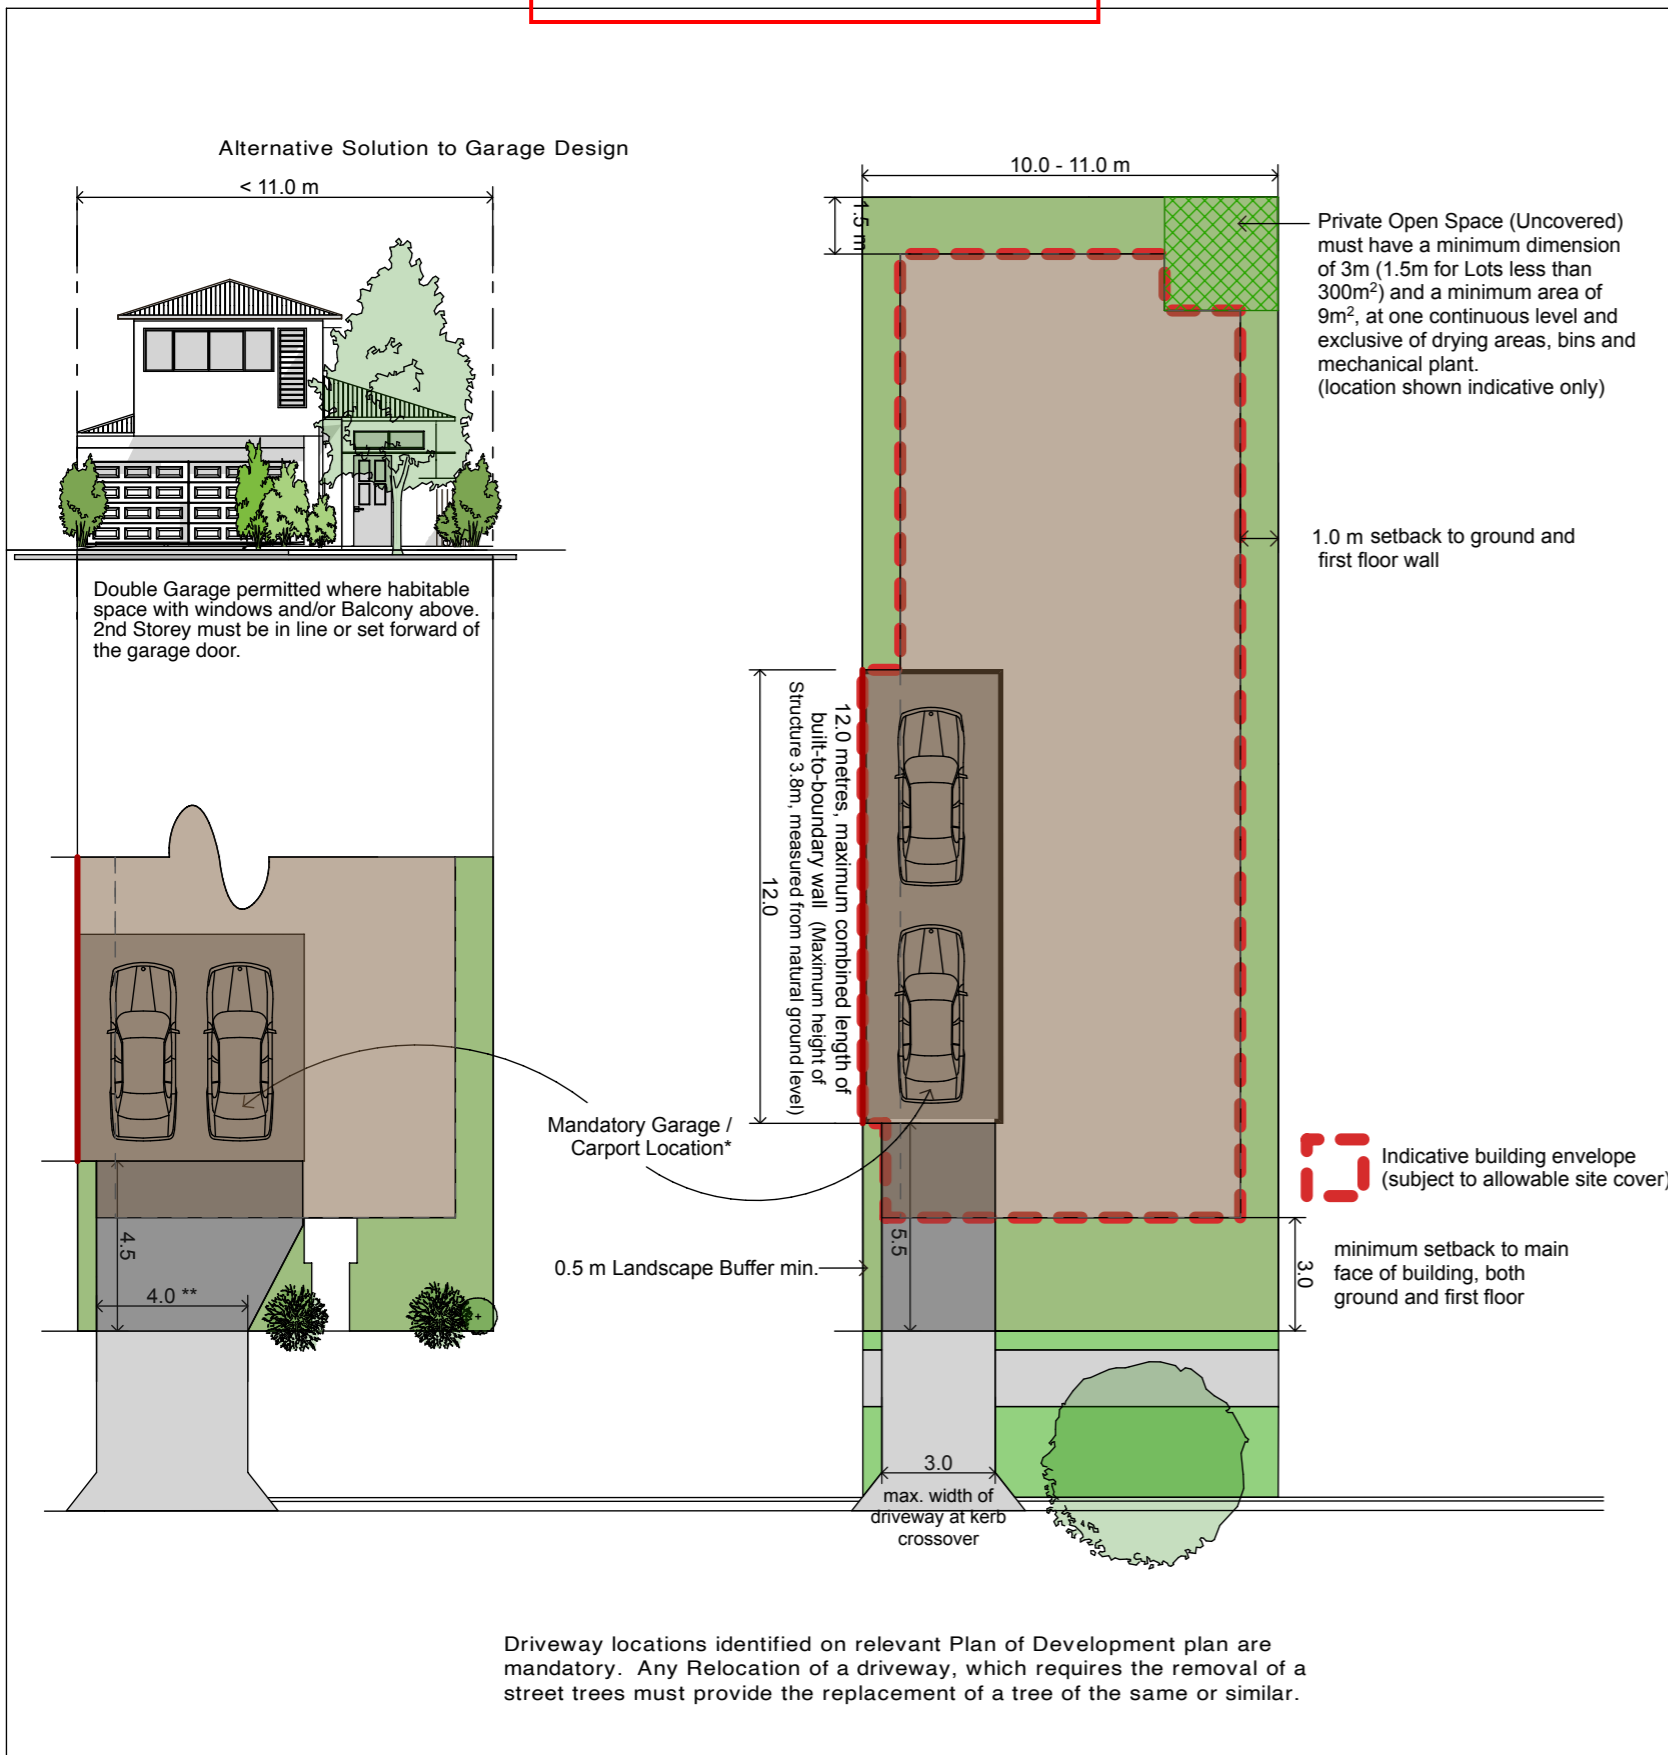 Alternative Solution to Garage Design
< 11.0 m
Double Garage permitted where habitable
space with windows and/or Balcony above.
2nd Storey must be in line or set forward of
the garage door.
4.5
4.0 **
Mandatory Garage /
Carport Location*
0.5 m Landscape Buffer min.
10.0 - 11.0 m
1.5 m
Private Open Space (Uncovered)
must have a minimum dimension
of 3m (1.5m for Lots less than
300m²) and a minimum area of
9m², at one continuous level and
exclusive of drying areas, bins and
mechanical plant.
(location shown indicative only)
1.0 m setback to ground and
first floor wall
12.0 metres, maximum combined length of
built-to-boundary wall (Maximum height of
Structure 3.8m, measured from natural ground level)
12.0
Indicative building envelope
(subject to allowable site cover)
5.5
3.0
minimum setback to main
face of building, both
ground and first floor
3.0
max. width of
driveway at kerb
crossover
Driveway locations identified on relevant Plan of Development plan are
mandatory. Any Relocation of a driveway, which requires the removal of a
street trees must provide the replacement of a tree of the same or similar.